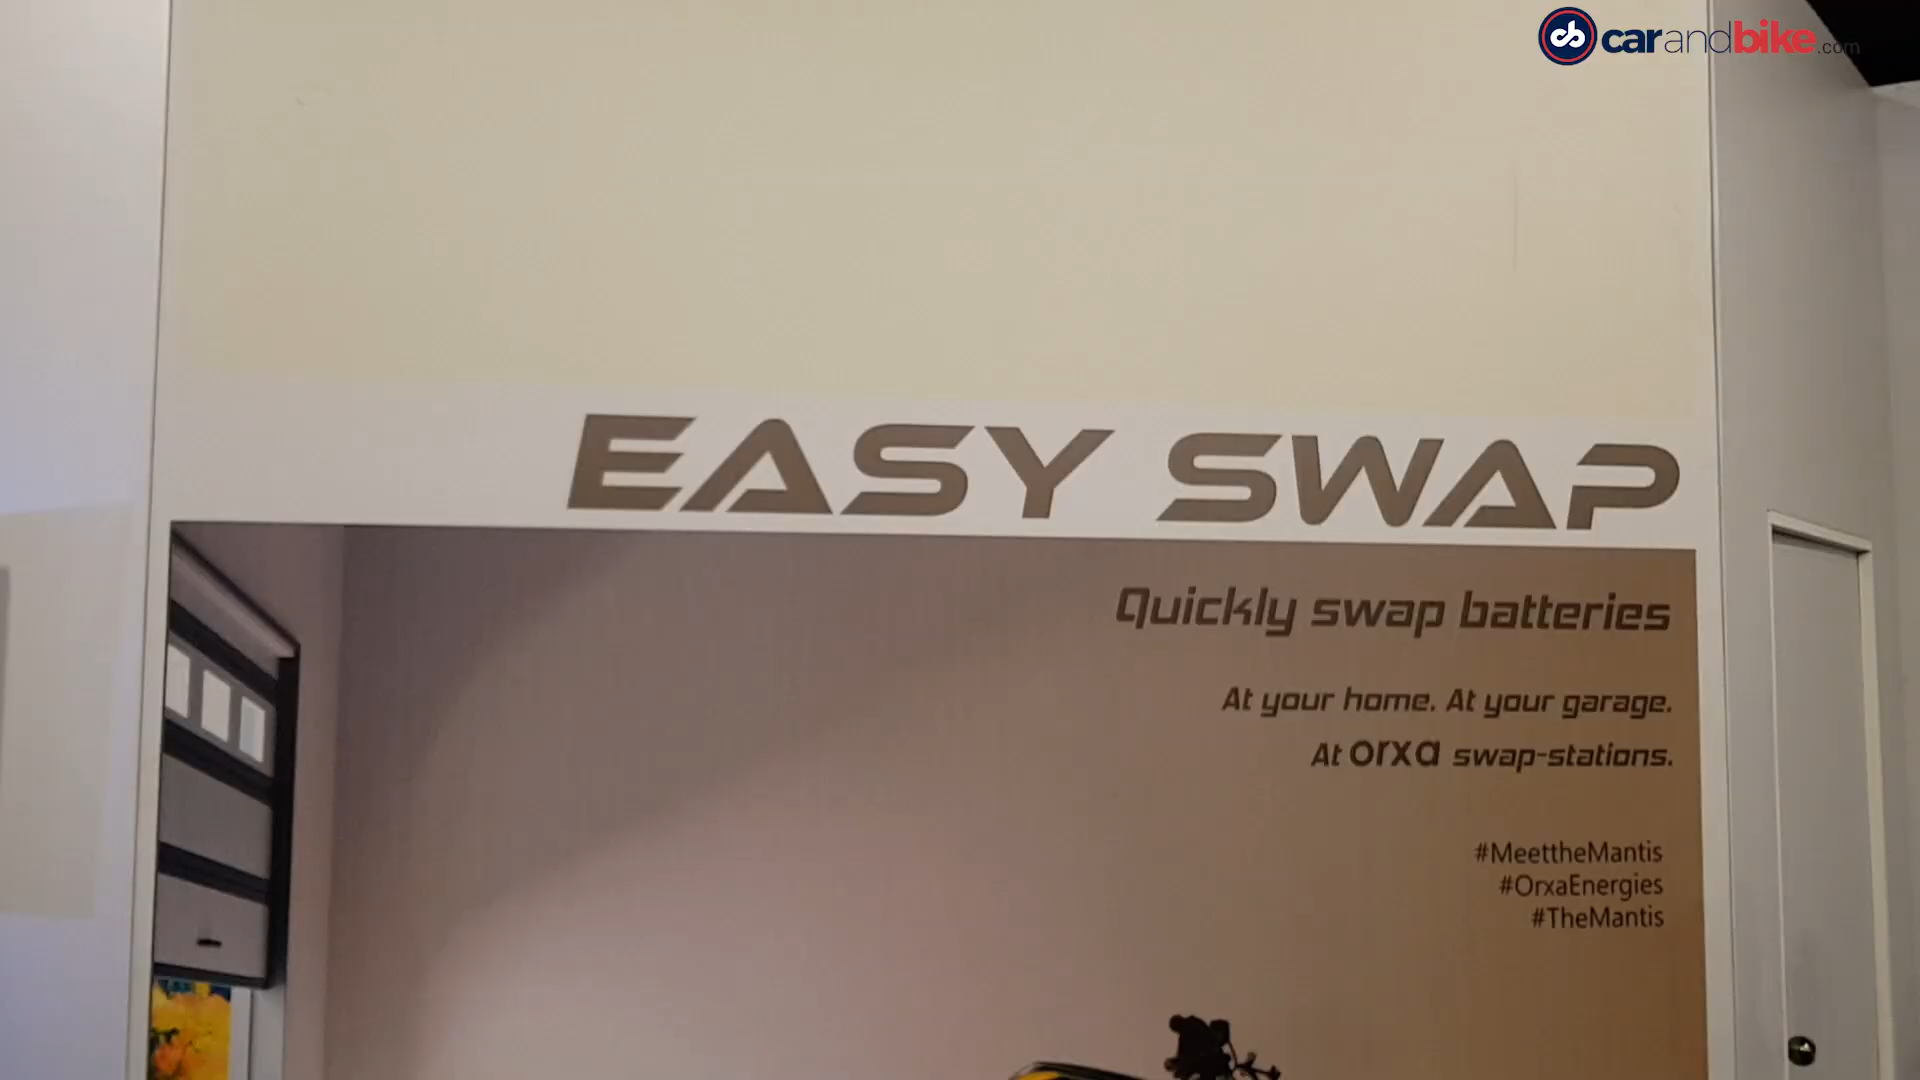 cb carandbike.com
EASY SWAP
Quickly swap batteries
At your home. At your garage.
At orxa swap-stations.
#MeettheMantis
#OrxaEnergies
#TheMantis